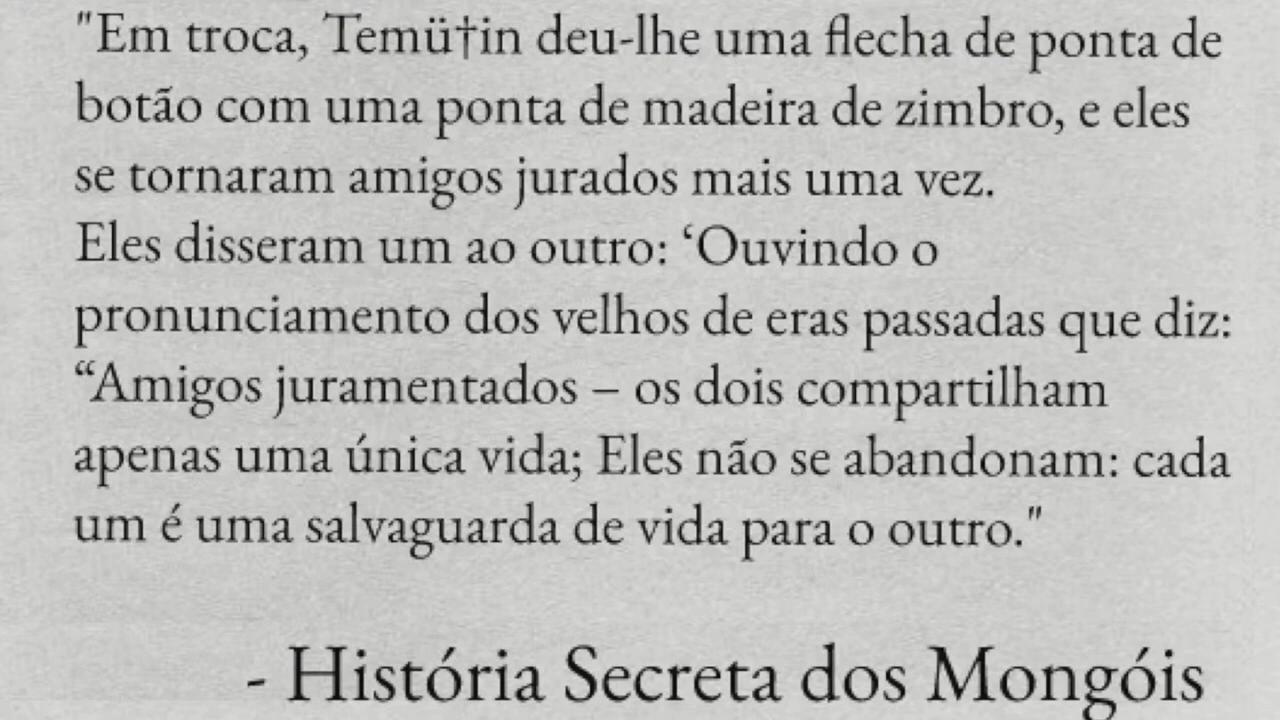 "Em troca, Temü†in deu-lhe uma flecha de ponta de
botão com uma ponta de madeira de zimbro, e eles
se tornaram amigos jurados mais uma vez.
Eles disseram um ao outro: ‘Ouvindo o
pronunciamento dos velhos de eras passadas que diz:
“Amigos juramentados – os dois compartilham
apenas uma única vida; Eles não se abandonam: cada
um é uma salvaguarda de vida para o outro."
- História Secreta dos Mongóis